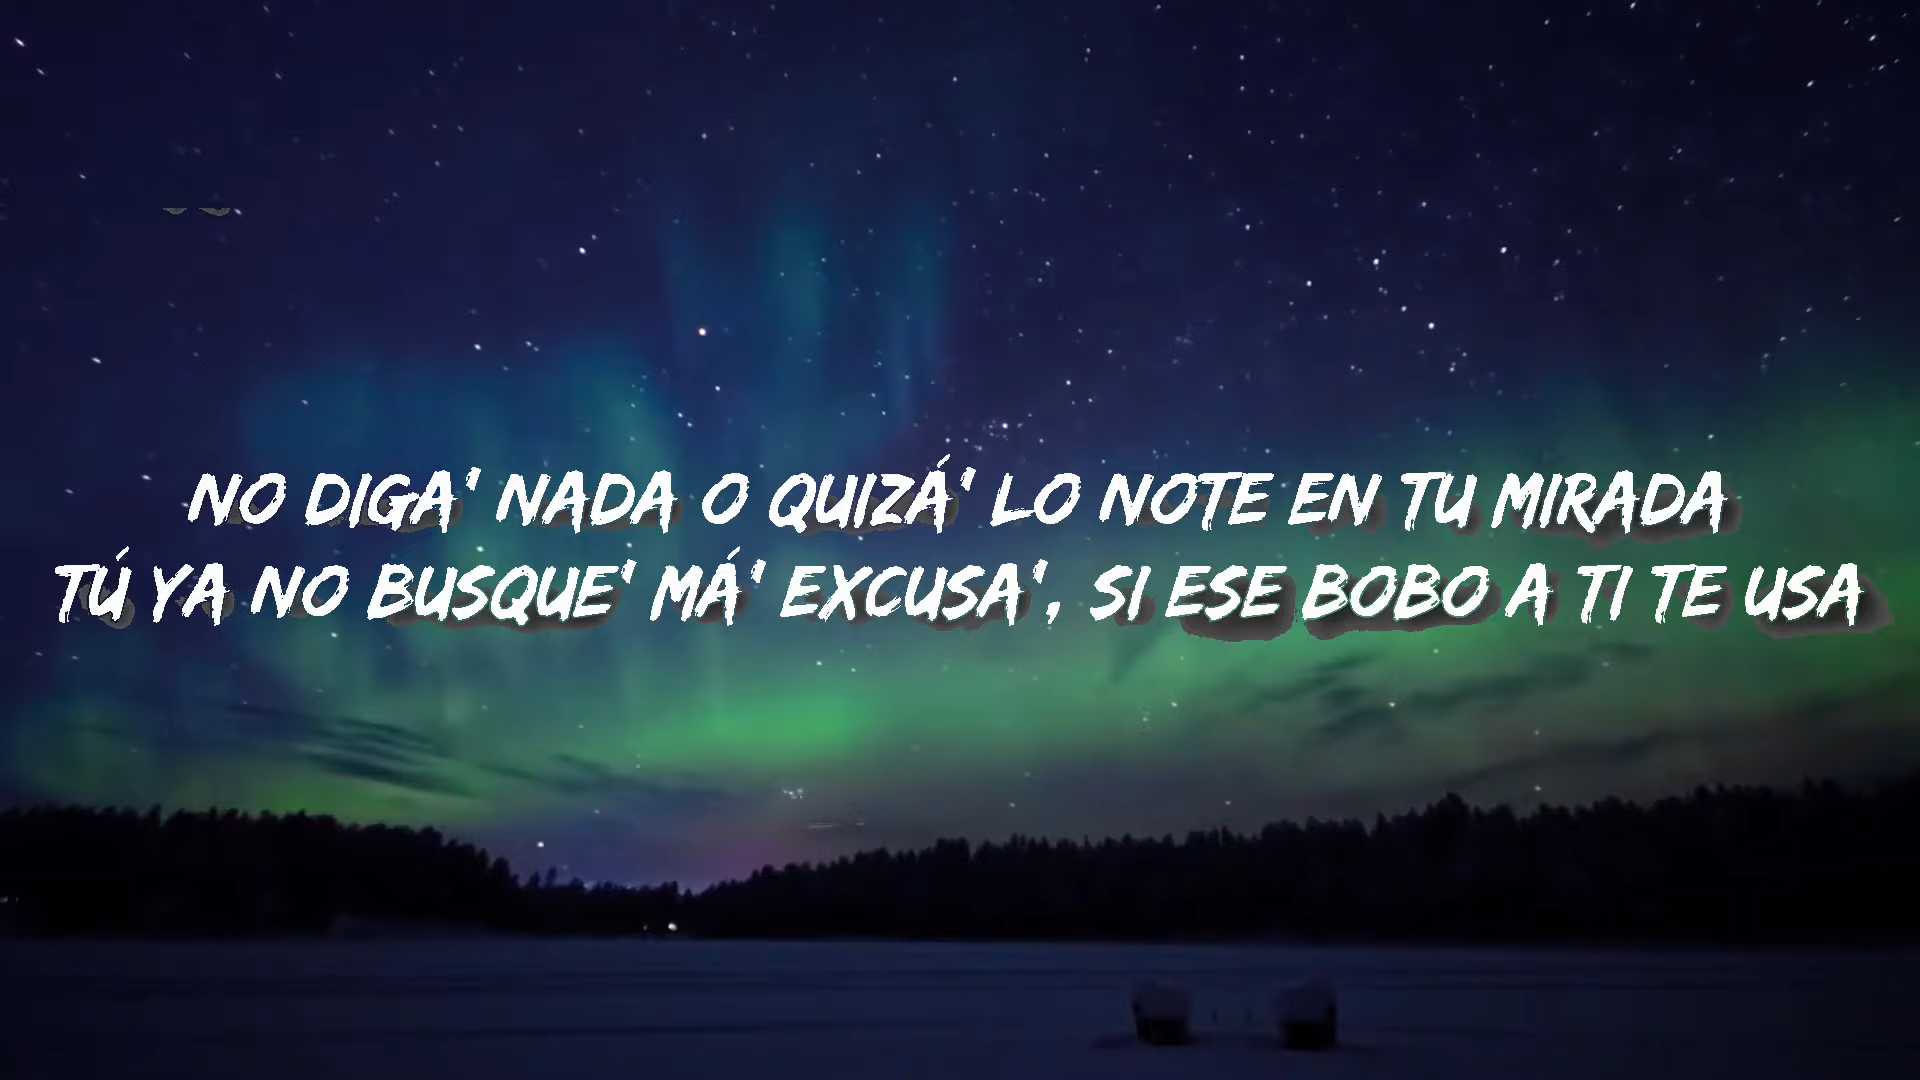 NO DIGA' NADA O QUIZÁ' LO NOTE EN TU MIRADA
TÚ YA NO BUSQUE' MÁ' EXCUSA', SI ESE BOBO A TI TE USA